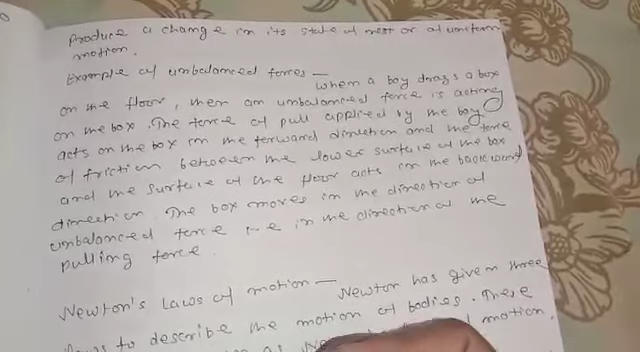 Produce a change in its state of rest or of uniform
motion.
Example of unbalanced forces —
When a boy drags a box
on the floor, then an unbalanced force is acting
on the box. The force of pull applied by the boy
acts on the box in the forward direction and the force
of friction between the lower surface of the box
and the surface of the floor acts in the backward
direction. The box moves in the direction of
unbalanced force i-e in the direction of the
pulling force.
Newton's Laws of motion — Newton has given three
laws to describe the motion of bodies. These
motion.